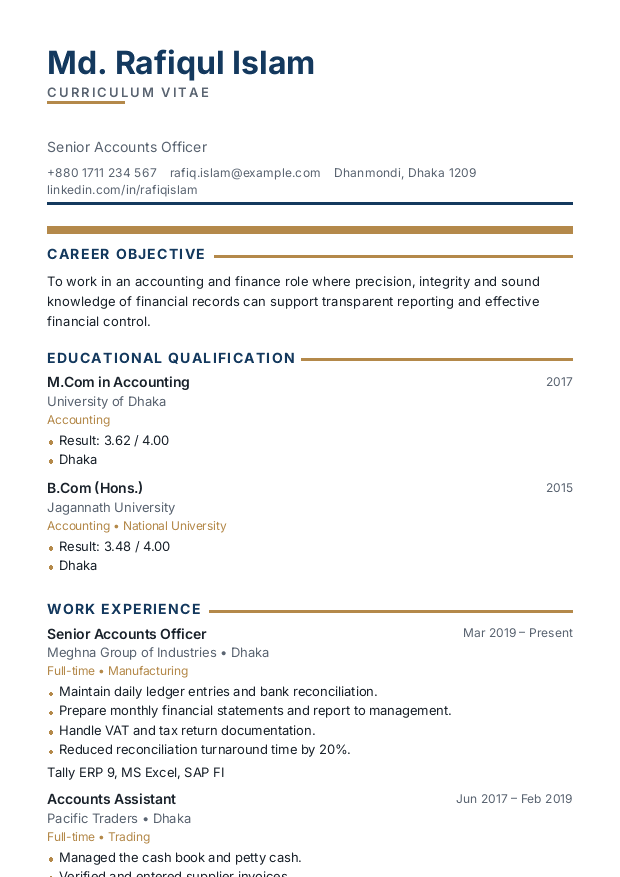 Md. Rafiqul Islam
CURRICULUM VITAE
Senior Accounts Officer
+880 1711 234 567 rafiq.islam@example.com Dhanmondi, Dhaka 1209
linkedin.com/in/rafiqislam
CAREER OBJECTIVE
To work in an accounting and finance role where precision, integrity and sound
knowledge of financial records can support transparent reporting and effective
financial control.
EDUCATIONAL QUALIFICATION
M.Com in Accounting 2017
University of Dhaka
Accounting
• Result: 3.62 / 4.00
• Dhaka
B.Com (Hons.) 2015
Jagannath University
Accounting • National University
• Result: 3.48 / 4.00
• Dhaka
WORK EXPERIENCE
Senior Accounts Officer Mar 2019 – Present
Meghna Group of Industries • Dhaka
Full-time • Manufacturing
• Maintain daily ledger entries and bank reconciliation.
• Prepare monthly financial statements and report to management.
• Handle VAT and tax return documentation.
• Reduced reconciliation turnaround time by 20%.
Tally ERP 9, MS Excel, SAP FI
Accounts Assistant Jun 2017 – Feb 2019
Pacific Traders • Dhaka
Full-time • Trading
• Managed the cash book and petty cash.
• Verified and entered supplier invoices.